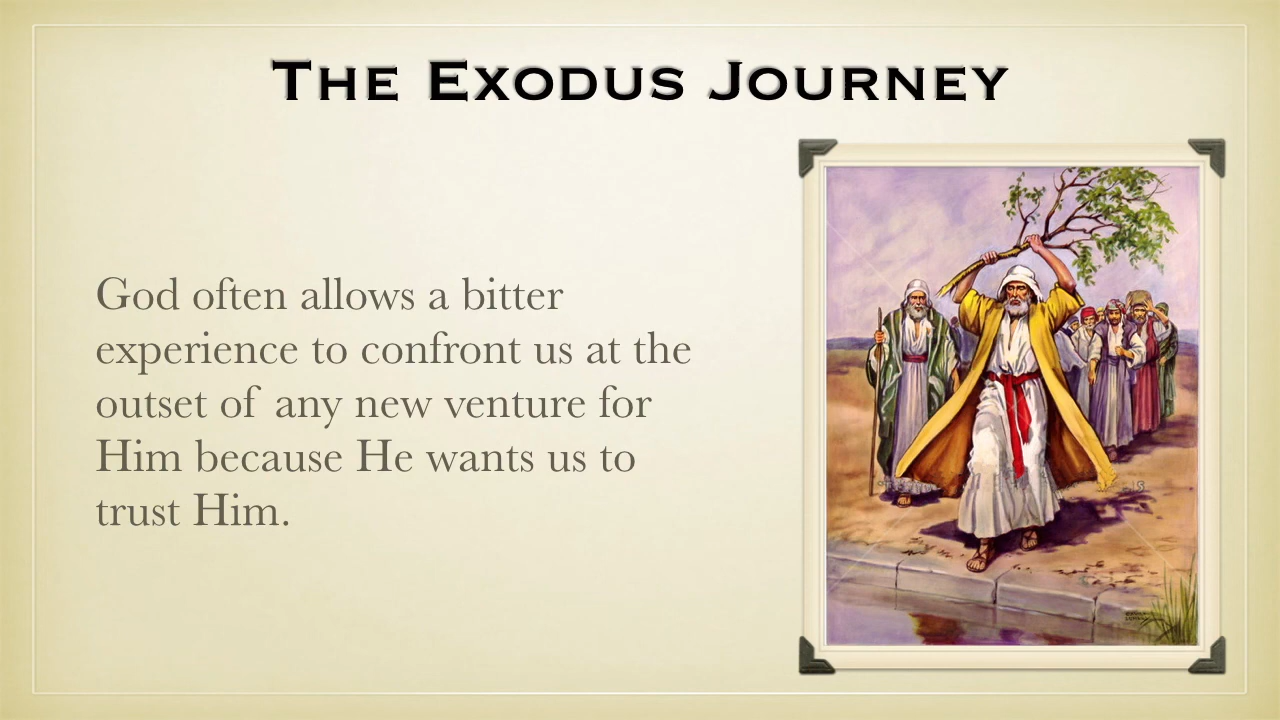 The Exodus Journey
God often allows a bitter
experience to confront us at the
outset of any new venture for
Him because He wants us to
trust Him.